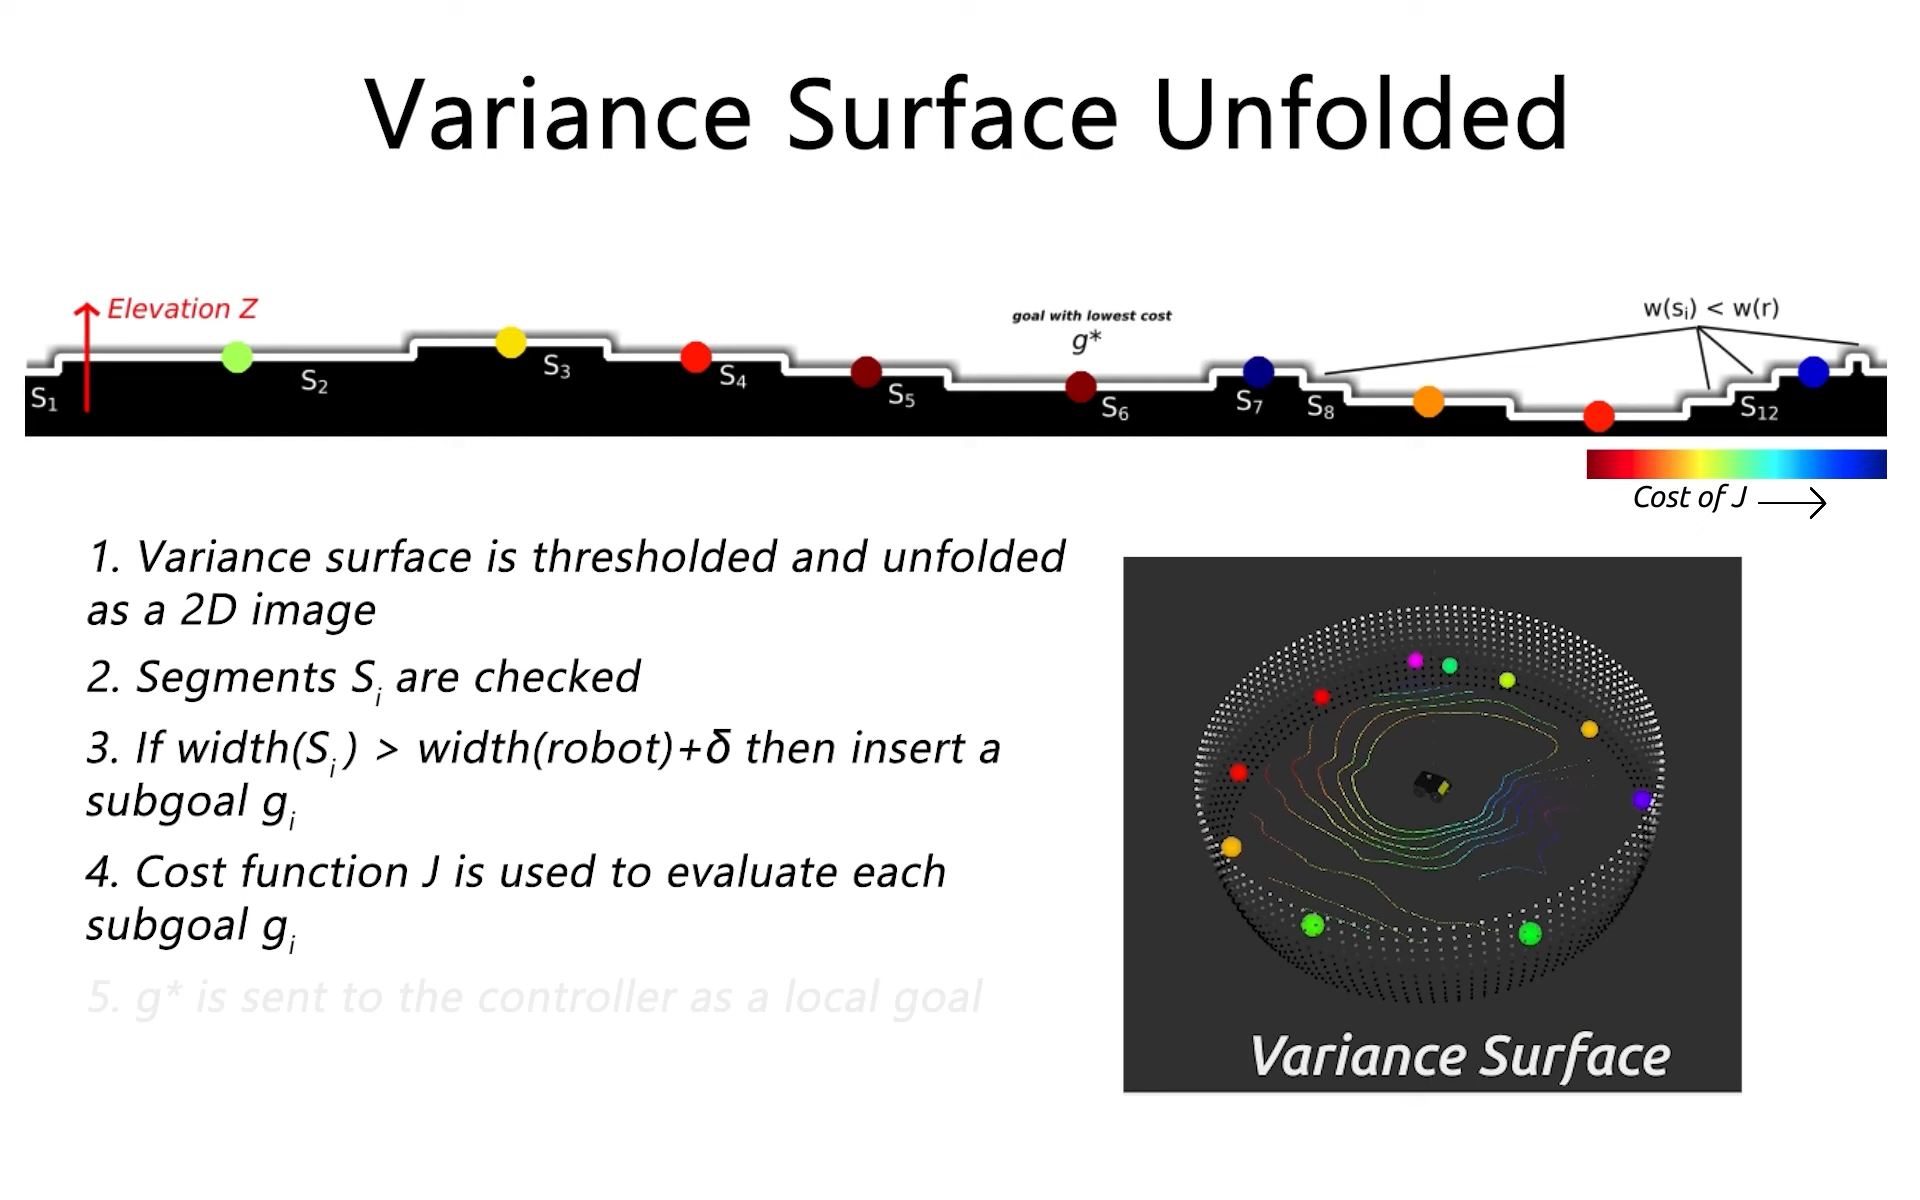 Variance Surface Unfolded
Elevation Z
goal with lowest cost
g*
w(sᵢ) < w(r)
S₁
S₂
S₃
S₄
S₅
S₆
S₇
S₈
S₁₂
Cost of J
1. Variance surface is thresholded and unfolded
as a 2D image
2. Segments Sᵢ are checked
3. If width(Sᵢ) > width(robot)+δ then insert a
subgoal gᵢ
4. Cost function J is used to evaluate each
subgoal gᵢ
5. g* is sent to the controller as a local goal
Variance Surface